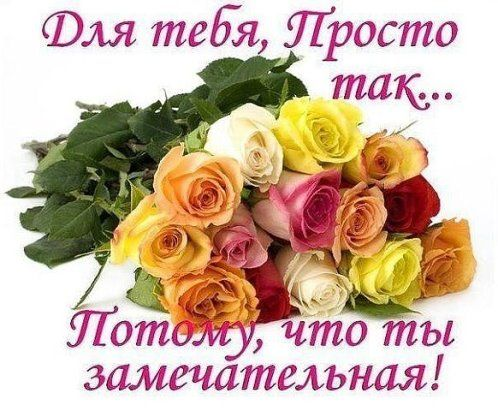 Для тебя, Просто
так...
Потому, что ты
замечательная!